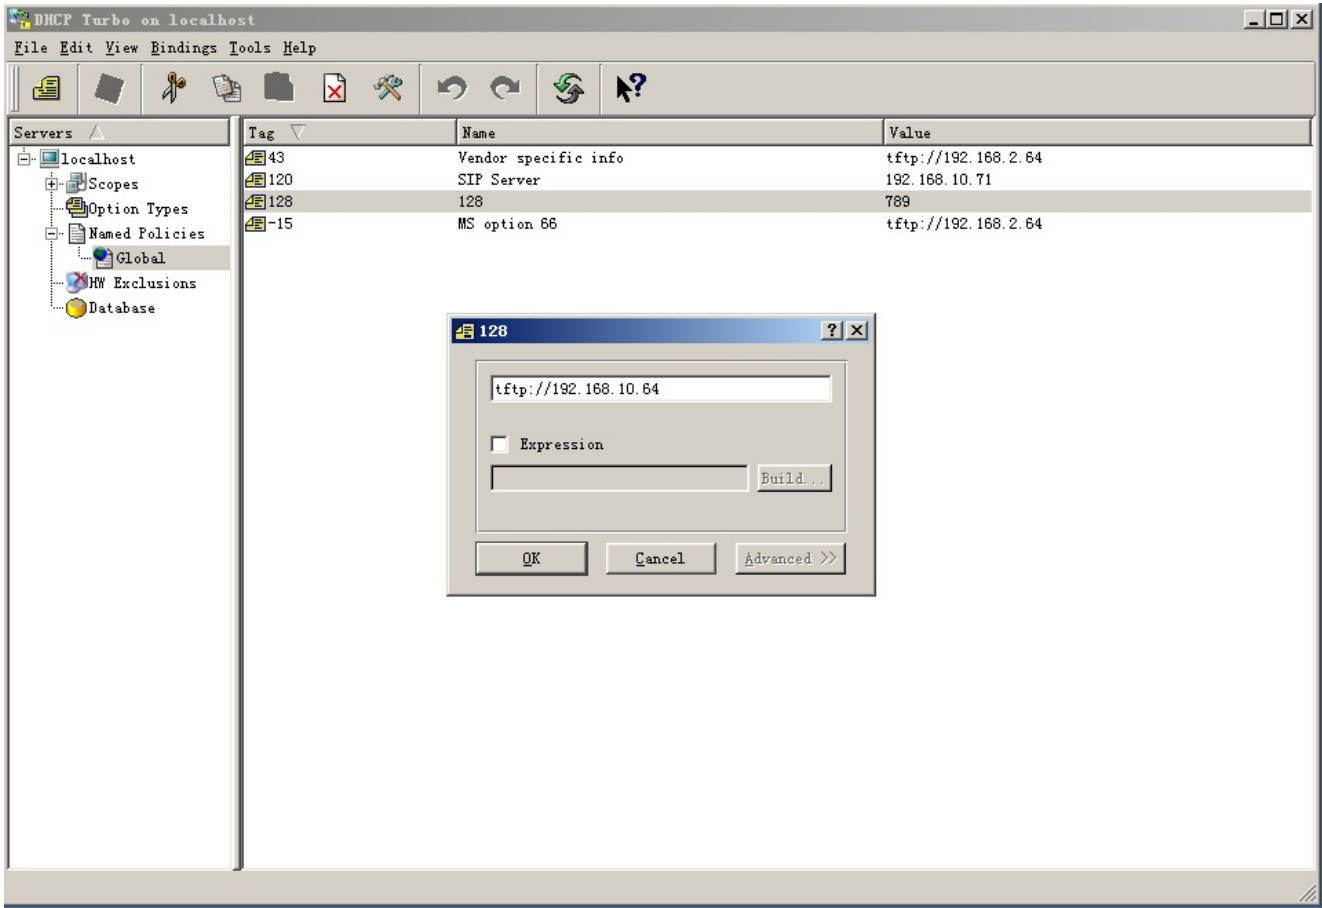 DHCP Turbo on localhost
File Edit View Bindings Tools Help
Servers
Tag Name Value
localhost
Scopes
Option Types
Named Policies
Global
HW Exclusions
Database
43 Vendor specific info tftp://192.168.2.64
120 SIP Server 192.168.10.71
128 128 789
-15 MS option 66 tftp://192.168.2.64
128
tftp://192.168.10.64
Expression
Build...
OK Cancel Advanced >>